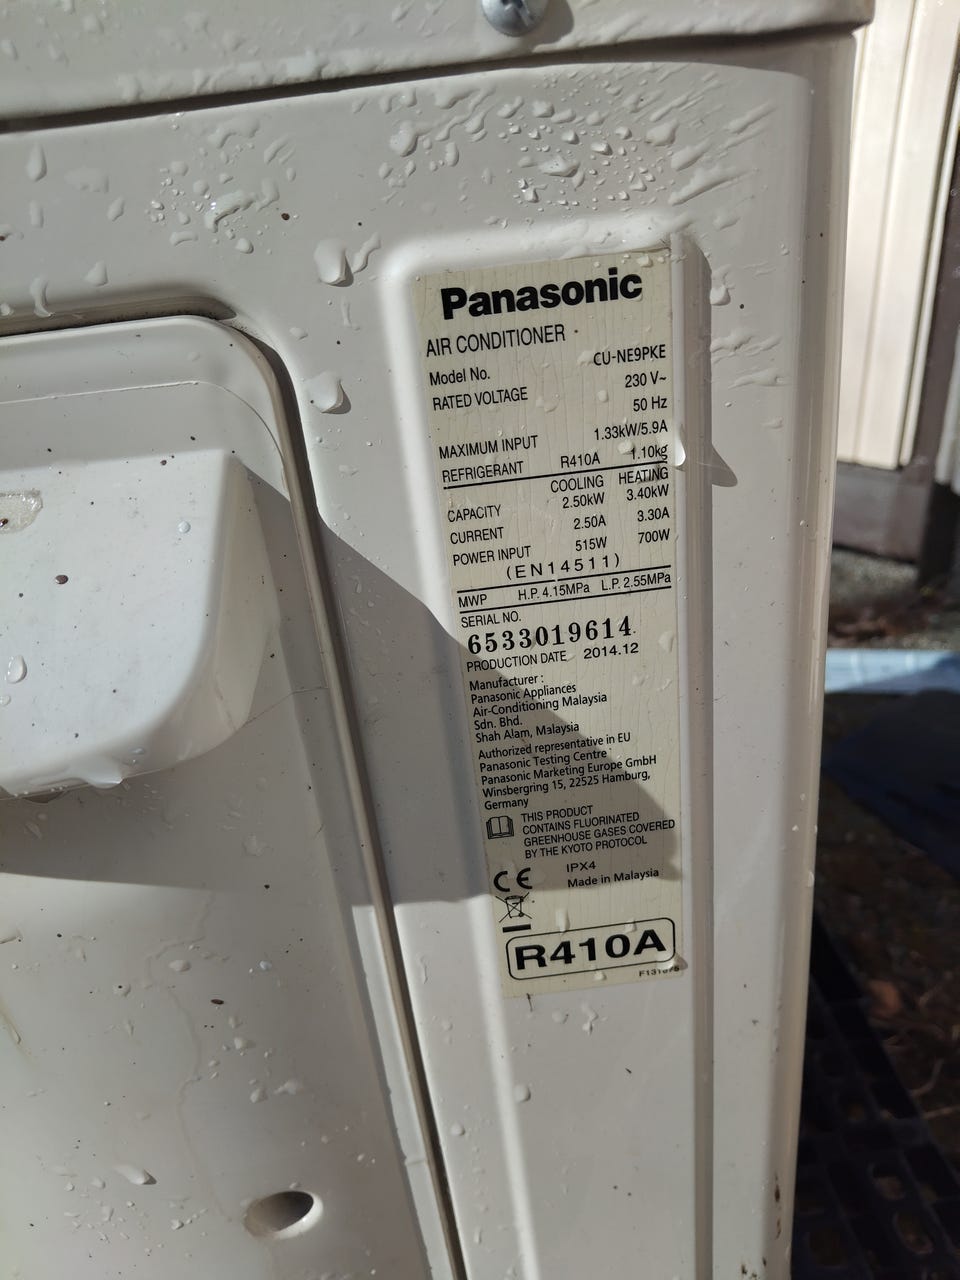 Panasonic
AIR CONDITIONER
Model No. CU-NE9PKE
RATED VOLTAGE 230 V~
50 Hz
MAXIMUM INPUT 1.33kW/5.9A
REFRIGERANT R410A 1.10kg
COOLING HEATING
CAPACITY 2.50kW 3.40kW
CURRENT 2.50A 3.30A
POWER INPUT 515W 700W
(EN14511)
MWP H.P. 4.15MPa L.P. 2.55MPa
SERIAL NO.
6533019614
PRODUCTION DATE 2014.12
Manufacturer :
Panasonic Appliances
Air-Conditioning Malaysia
Sdn. Bhd.
Shah Alam, Malaysia
Authorized representative in EU
Panasonic Testing Centre
Panasonic Marketing Europe GmbH
Winsbergring 15, 22525 Hamburg,
Germany
THIS PRODUCT
CONTAINS FLUORINATED
GREENHOUSE GASES COVERED
BY THE KYOTO PROTOCOL
IPX4
CE Made in Malaysia
R410A